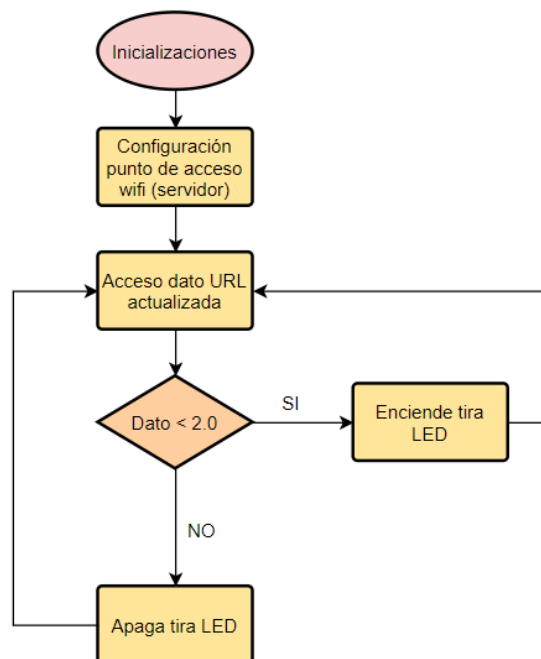 Inicializaciones
Configuración
punto de acceso
wifi (servidor)
Acceso dato URL
actualizada
Dato < 2.0
SI
Enciende tira
LED
NO
Apaga tira LED